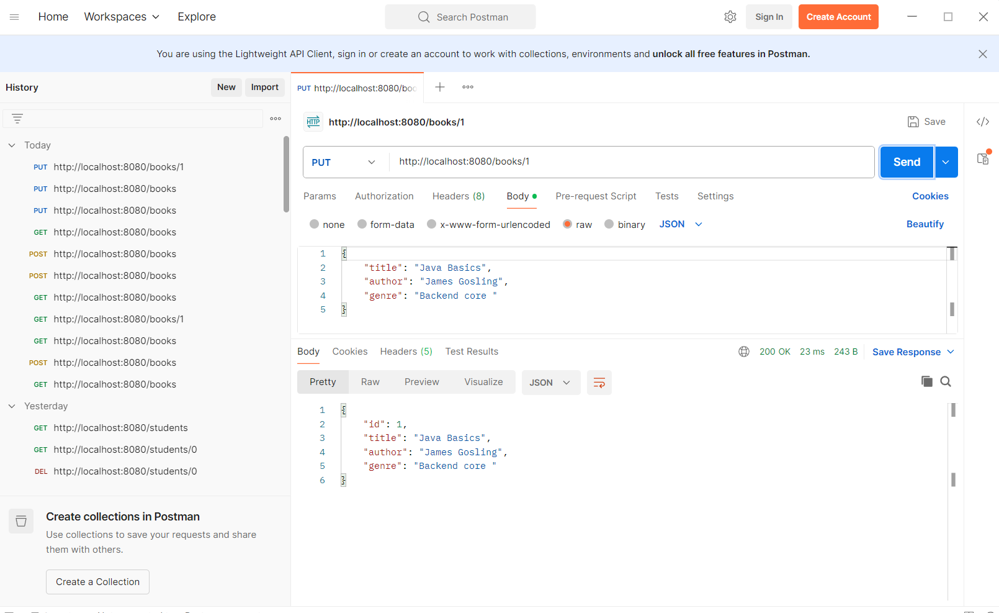 Home Workspaces Explore Search Postman Sign In Create Account
You are using the Lightweight API Client, sign in or create an account to work with collections, environments and unlock all free features in Postman.
History New Import
Today
PUT http://localhost:8080/books/1
PUT http://localhost:8080/books
PUT http://localhost:8080/books
GET http://localhost:8080/books
POST http://localhost:8080/books
POST http://localhost:8080/books
GET http://localhost:8080/books
GET http://localhost:8080/books/1
GET http://localhost:8080/books
POST http://localhost:8080/books
GET http://localhost:8080/books
Yesterday
GET http://localhost:8080/students
GET http://localhost:8080/students/0
DEL http://localhost:8080/students/0
Create collections in Postman
Use collections to save your requests and share
them with others.
Create a Collection
PUT http://localhost:8080/boo
HTTP http://localhost:8080/books/1 Save </>
PUT http://localhost:8080/books/1 Send
Params Authorization Headers (8) Body Pre-request Script Tests Settings Cookies
none form-data x-www-form-urlencoded raw binary JSON Beautify
1 {
2 "title": "Java Basics",
3 "author": "James Gosling",
4 "genre": "Backend core "
5 }
Body Cookies Headers (5) Test Results 200 OK 23 ms 243 B Save Response
Pretty Raw Preview Visualize JSON
1 {
2 "id": 1,
3 "title": "Java Basics",
4 "author": "James Gosling",
5 "genre": "Backend core "
6 }